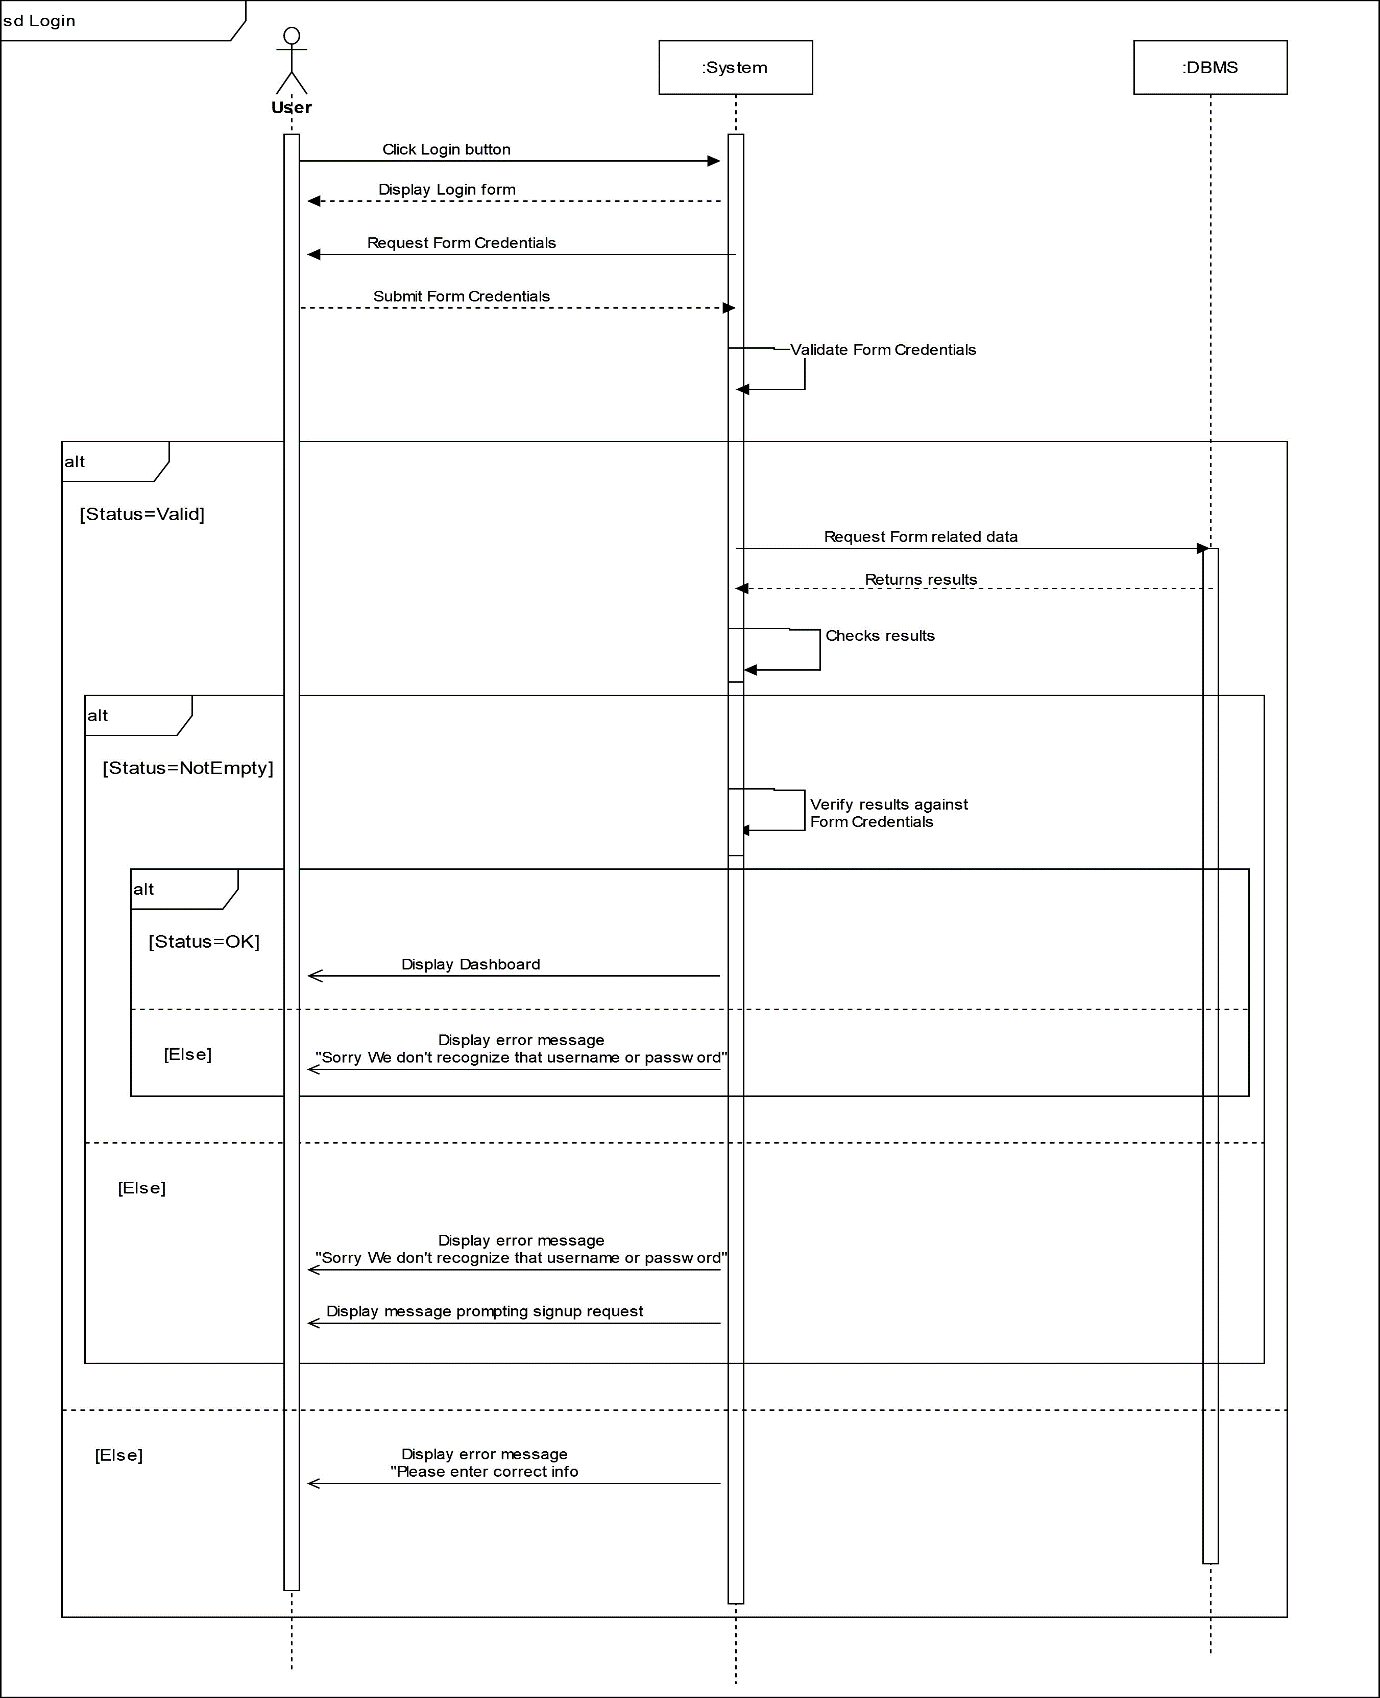 sd Login
User
:System
:DBMS
Click Login button
Display Login form
Request Form Credentials
Submit Form Credentials
Validate Form Credentials
alt
[Status=Valid]
Request Form related data
Returns results
Checks results
alt
[Status=NotEmpty]
Verify results against
Form Credentials
alt
[Status=OK]
Display Dashboard
Display error message
[Else]
"Sorry We don't recognize that username or password"
[Else]
Display error message
"Sorry We don't recognize that username or password"
Display message prompting signup request
[Else]
Display error message
"Please enter correct info